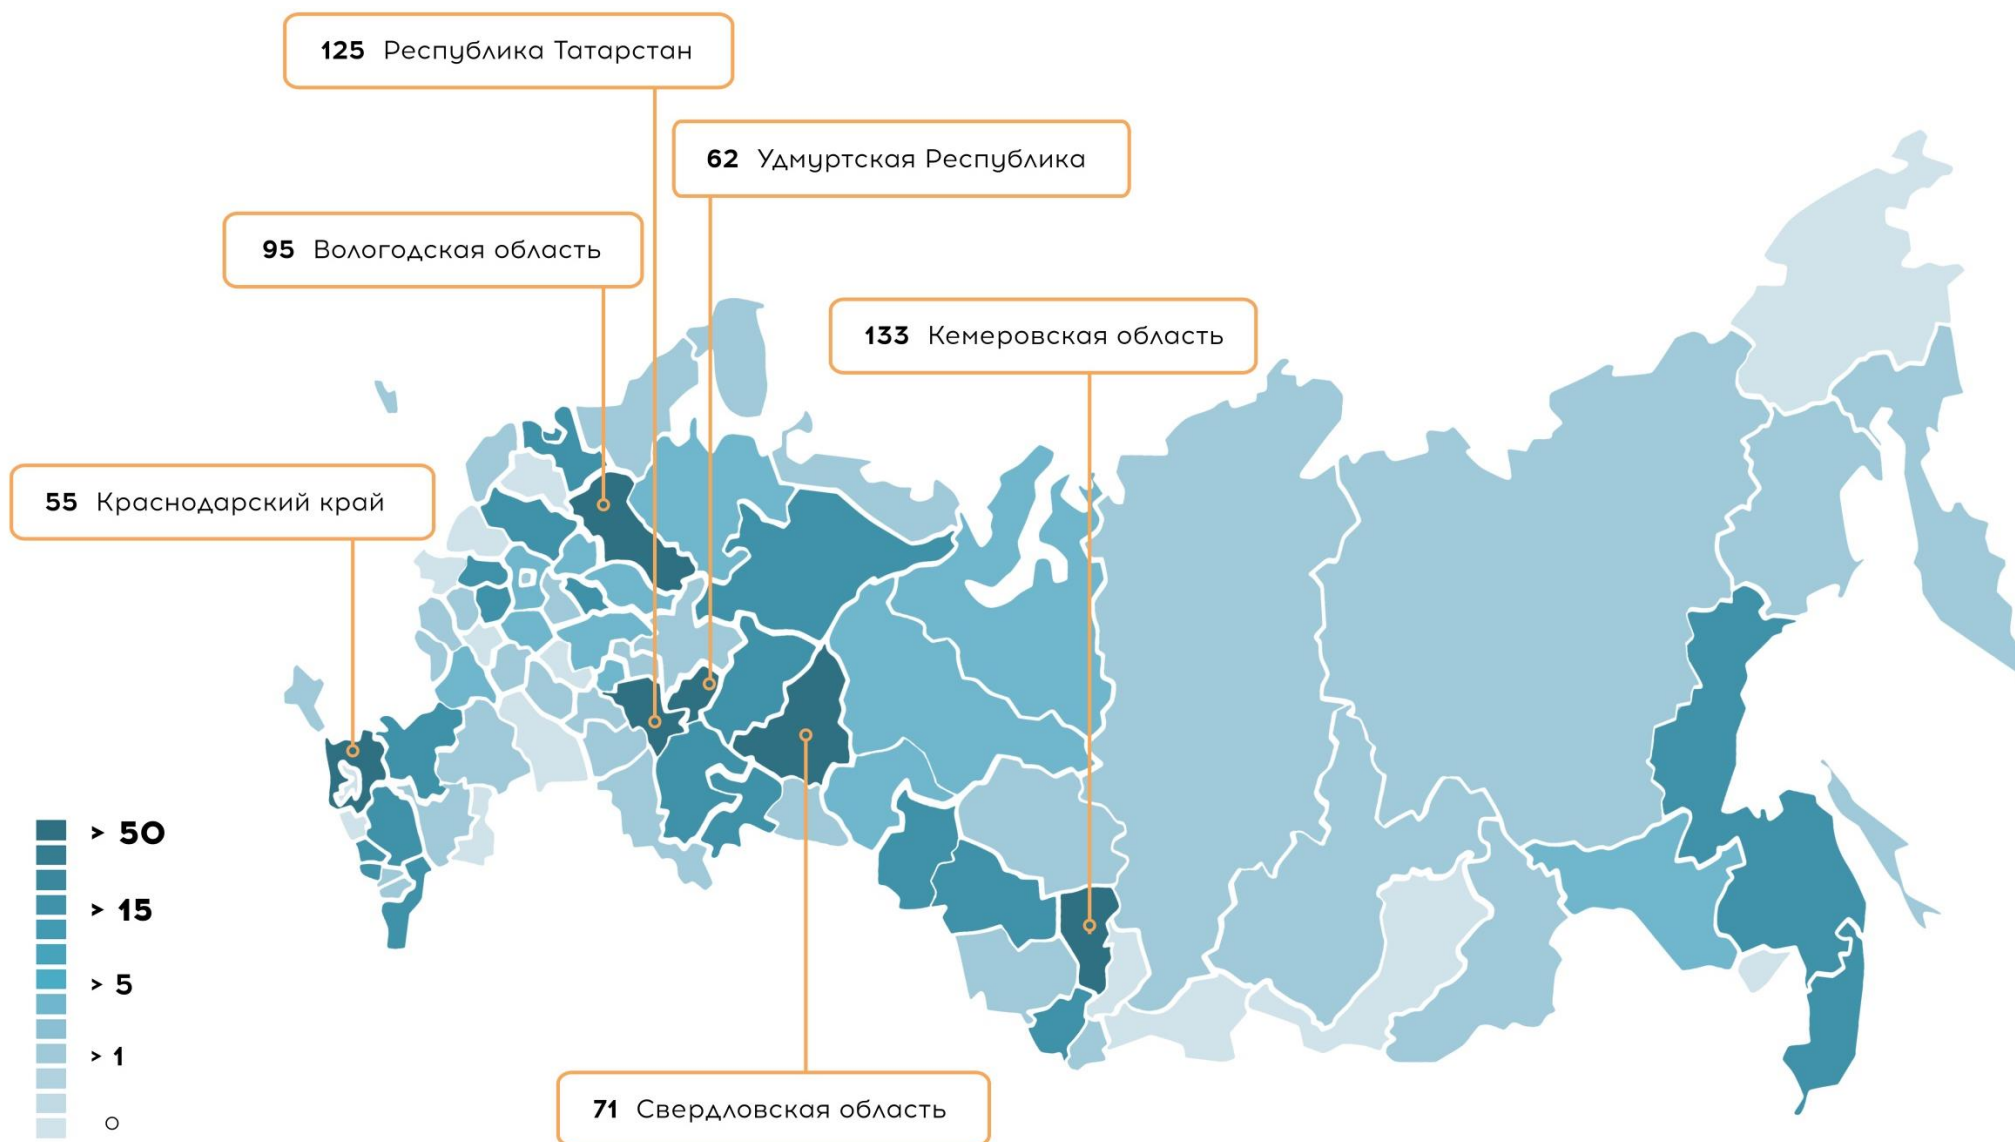 125 Республика Татарстан
62 Удмуртская Республика
95 Вологодская область
133 Кемеровская область
55 Краснодарский край
> 50
> 15
> 5
> 1
0
71 Свердловская область